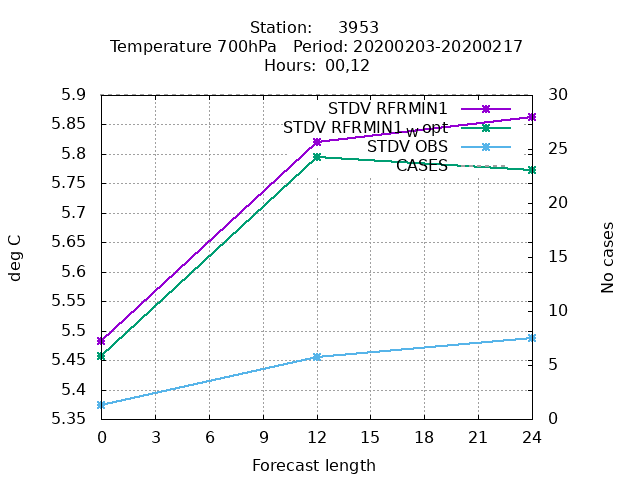 Station: 3953
Temperature 700hPa Period: 20200203-20200217
Hours: 00,12
5.9
5.85
5.8
5.75
5.7
5.65
5.6
5.55
5.5
5.45
5.4
5.35
deg C
STDV RFRMIN1
STDV RFRMIN1_w_opt
STDV OBS
CASES
30
25
20
15
10
5
0
No cases
0 3 6 9 12 15 18 21 24
Forecast length